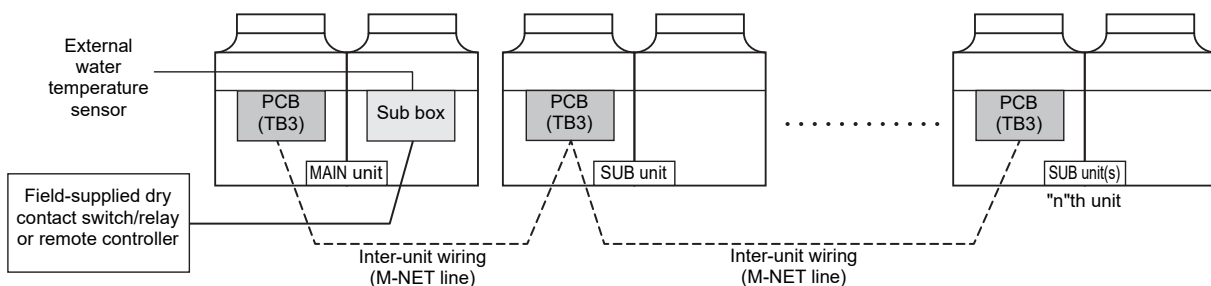 External
water
temperature
sensor
PCB
(TB3)
Sub box
MAIN unit
PCB
(TB3)
SUB unit
PCB
(TB3)
SUB unit(s)
"n"th unit
Field-supplied dry
contact switch/relay
or remote controller
Inter-unit wiring
(M-NET line)
Inter-unit wiring
(M-NET line)